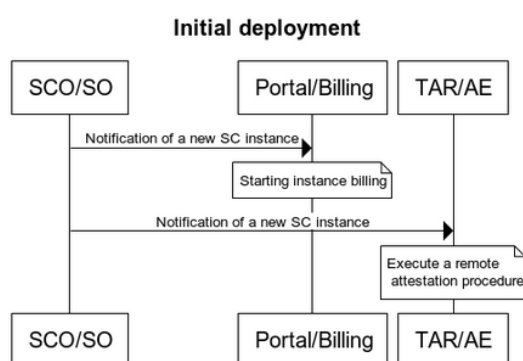 Initial deployment
SCO/SO
Portal/Billing
TAR/AE
Notification of a new SC instance
Starting instance billing
Notification of a new SC instance
Execute a remote
attestation procedure
SCO/SO
Portal/Billing
TAR/AE